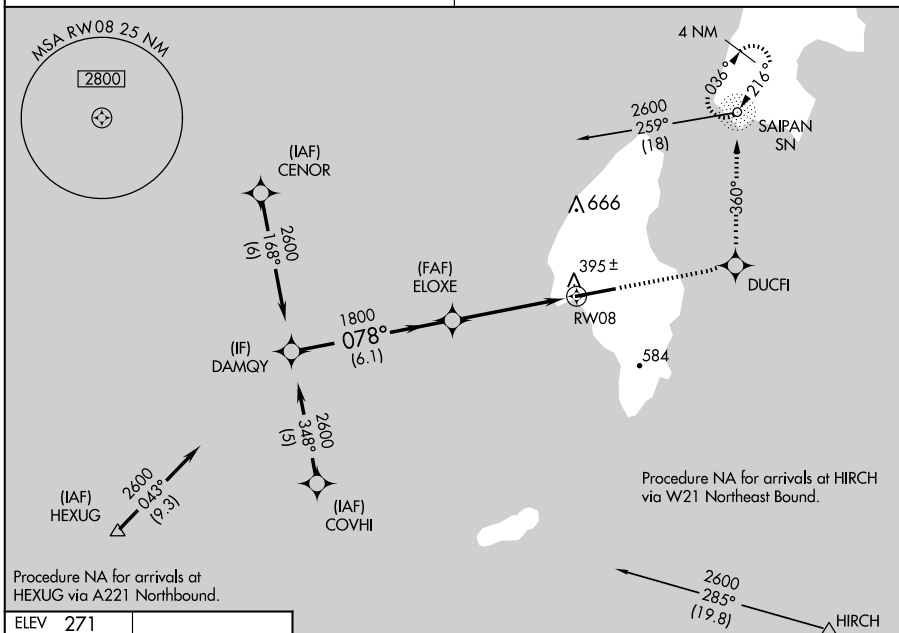 MSA RW08 25 NM
2800
4 NM
036°
216°
SAIPAN
SN
2600
259°
(18)
(IAF)
CENOR
2600
168°
(6)
666
360°
(FAF)
ELOXE
395±
DUCFI
RW08
1800
078°
(6.1)
(IF)
DAMQY
584
2600
348°
(5)
(IAF)
COVHI
(IAF)
HEXUG
2600
043°
(9.3)
Procedure NA for arrivals at HIRCH
via W21 Northeast Bound.
Procedure NA for arrivals at
HEXUG via A221 Northbound.
2600
285°
(19.8)
HIRCH
ELEV 271